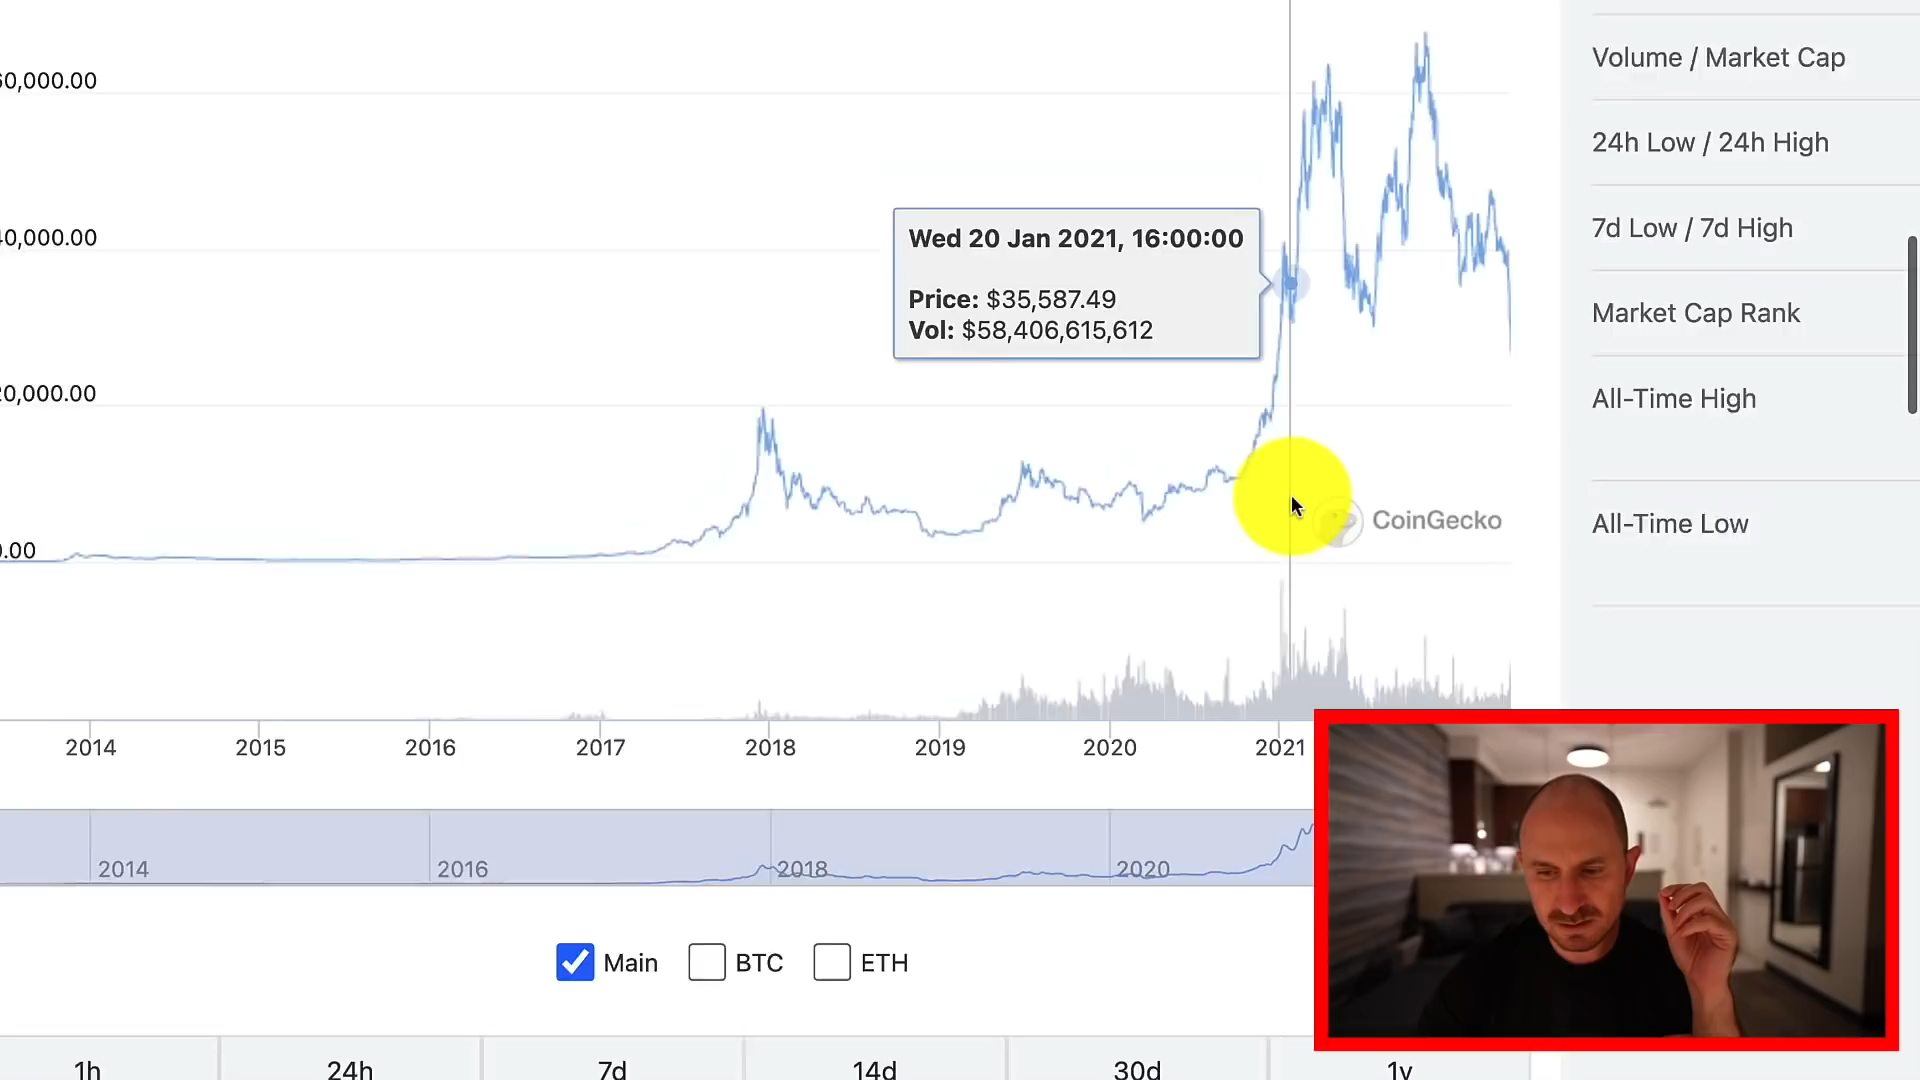 60,000.00
Volume / Market Cap
24h Low / 24h High
Wed 20 Jan 2021, 16:00:00
7d Low / 7d High
40,000.00
Price: $35,587.49
Vol: $58,406,615,612
Market Cap Rank
20,000.00
All-Time High
CoinGecko
All-Time Low
0.00
2014 2015 2016 2017 2018 2019 2020 2021
2014 2016 2018 2020
Main BTC ETH
1h 24h 7d 14d 30d 1y